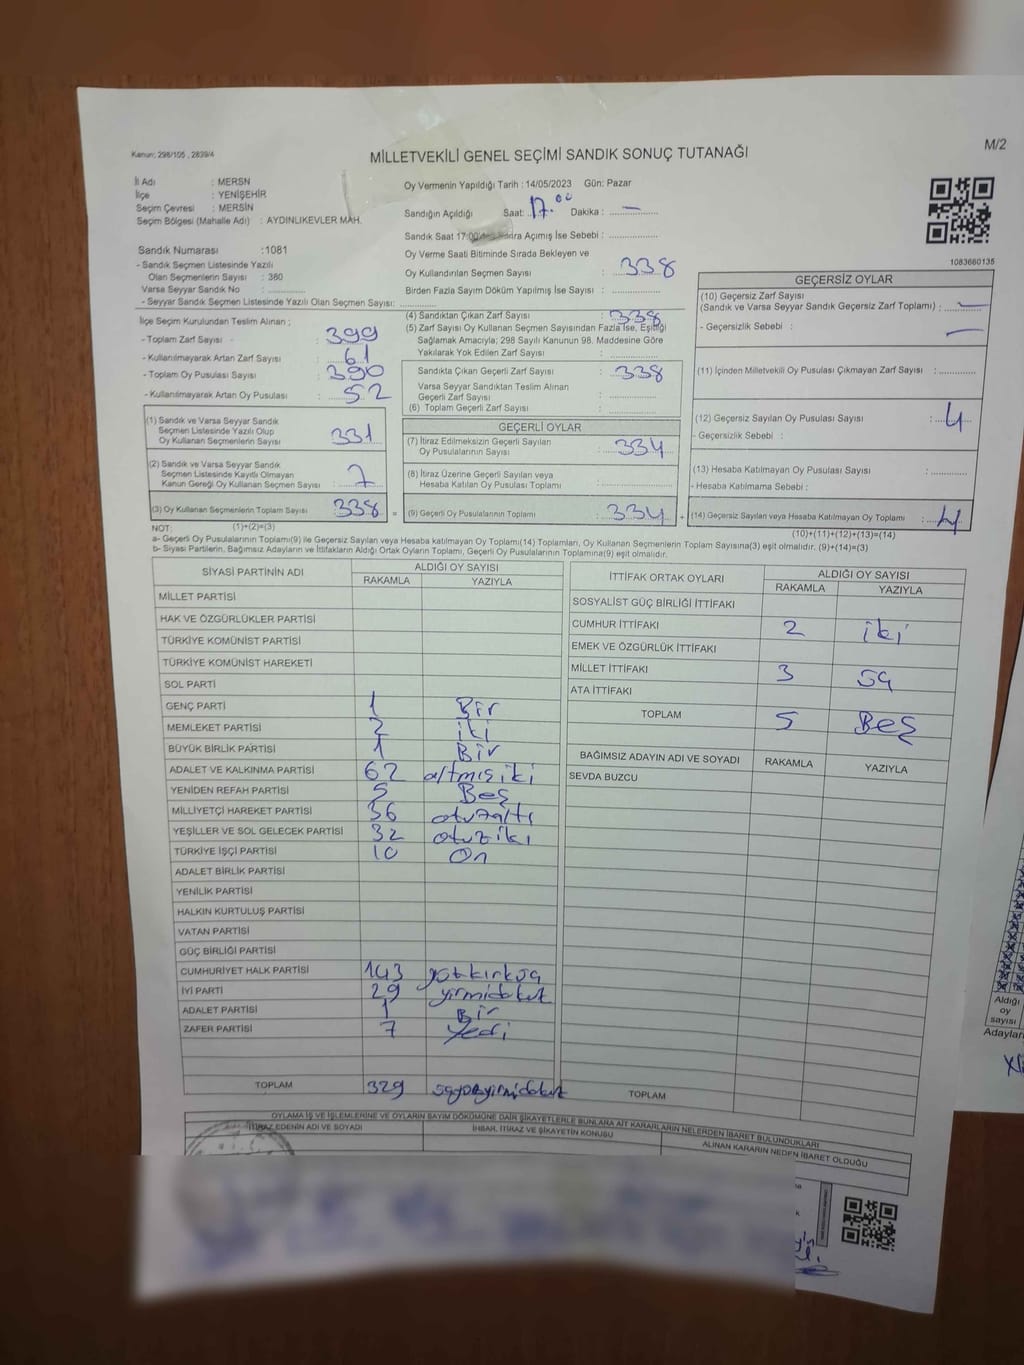 Kanun: 298/105 , 2839/4
M/2
MİLLETVEKİLİ GENEL SEÇİMİ SANDIK SONUÇ TUTANAĞI
İl Adı : MERSN
İlçe : YENİŞEHİR
Seçim Çevresi : MERSİN
Seçim Bölgesi (Mahalle Adı) : AYDINLIKEVLER MAH.
Sandık Numarası :1081
- Sandık Seçmen Listesinde Yazılı
Olan Seçmenlerin Sayısı : 380
Varsa Seyyar Sandık No :
- Seyyar Sandık Seçmen Listesinde Yazılı Olan Seçmen Sayısı:
Oy Vermenin Yapıldığı Tarih : 14/05/2023 Gün: Pazar
Sandığın Açıldığı Saat: 17.00 Dakika : —
Sandık Saat 17:00'den Sonra Açımış İse Sebebi :
Oy Verme Saati Bitiminde Sırada Bekleyen ve
Oy Kullandırılan Seçmen Sayısı : 338
Birden Fazla Sayım Döküm Yapılmış İse Sayısı :
1083660135
İlçe Seçim Kurulundan Teslim Alınan ;
- Toplam Zarf Sayısı : 399
- Kullanılmayarak Artan Zarf Sayısı : 61
- Toplam Oy Pusulası Sayısı : 390
- Kullanılmayarak Artan Oy Pusulası : 52
(1) Sandık ve Varsa Seyyar Sandık
Seçmen Listesinde Yazılı Olup
Oy Kullanan Seçmenlerin Sayısı : 331
(2) Sandık ve Varsa Seyyar Sandık
Seçmen Listesinde Kayıtlı Olmayan
Kanun Gereği Oy Kullanan Seçmen Sayısı : 7
(3) Oy Kullanan Seçmenlerin Toplam Sayısı : 338 =
(4) Sandıktan Çıkan Zarf Sayısı : 338
(5) Zarf Sayısı Oy Kullanan Seçmen Sayısından Fazla İse, Eşitliği
Sağlamak Amacıyla; 298 Sayılı Kanunun 98. Maddesine Göre
Yakılarak Yok Edilen Zarf Sayısı :
Sandıkta Çıkan Geçerli Zarf Sayısı : 338
Varsa Seyyar Sandıktan Teslim Alınan
Geçerli Zarf Sayısı :
(6) Toplam Geçerli Zarf Sayısı :
GEÇERLİ OYLAR
(7) İtiraz Edilmeksizin Geçerli Sayılan
Oy Pusulalarının Sayısı : 334
(8) İtiraz Üzerine Geçerli Sayılan veya
Hesaba Katılan Oy Pusulası Toplamı :
(9) Geçerli Oy Pusulalarının Toplamı : 334 +
GEÇERSİZ OYLAR
(10) Geçersiz Zarf Sayısı
(Sandık ve Varsa Seyyar Sandık Geçersiz Zarf Toplamı) : —
- Geçersizlik Sebebi : —
(11) İçinden Milletvekili Oy Pusulası Çıkmayan Zarf Sayısı :
(12) Geçersiz Sayılan Oy Pusulası Sayısı : 4
- Geçersizlik Sebebi :
(13) Hesaba Katılmayan Oy Pusulası Sayısı :
- Hesaba Katılmama Sebebi :
(14) Geçersiz Sayılan veya Hesaba Katılmayan Oy Toplamı : 4
NOT: (1)+(2)=(3)
(10)+(11)+(12)+(13)=(14)
a- Geçerli Oy Pusulalarının Toplamı(9) ile Geçersiz Sayılan veya Hesaba katılmayan Oy Toplamı(14) Toplamları, Oy Kullanan Seçmenlerin Toplam Sayısına(3) eşit olmalıdır. (9)+(14)=(3)
b- Siyasi Partilerin, Bağımsız Adayların ve İttifakların Aldığı Ortak Oyların Toplamı, Geçerli Oy Pusulalarının Toplamına(9) eşit olmalıdır.
SİYASİ PARTİNİN ADI ALDIĞI OY SAYISI
RAKAMLA YAZIYLA
MİLLET PARTİSİ
HAK VE ÖZGÜRLÜKLER PARTİSİ
TÜRKİYE KOMÜNİST PARTİSİ
TÜRKİYE KOMÜNİST HAREKETİ
SOL PARTİ
GENÇ PARTİ 1 Bir
MEMLEKET PARTİSİ 2 iki
BÜYÜK BİRLİK PARTİSİ 1 Bir
ADALET VE KALKINMA PARTİSİ 62 altmışiki
YENİDEN REFAH PARTİSİ 5 Beş
MİLLİYETÇİ HAREKET PARTİSİ 36 otuzaltı
YEŞİLLER VE SOL GELECEK PARTİSİ 32 otuziki
TÜRKİYE İŞÇİ PARTİSİ 10 On
ADALET BİRLİK PARTİSİ
YENİLİK PARTİSİ
HALKIN KURTULUŞ PARTİSİ
VATAN PARTİSİ
GÜÇ BİRLİĞİ PARTİSİ
CUMHURİYET HALK PARTİSİ 143 yüzkırküç
İYİ PARTİ 29 yirmidokuz
ADALET PARTİSİ 1 Bir
ZAFER PARTİSİ 7 Yedi
TOPLAM 329 üçyüzyirmidokuz
İTTİFAK ORTAK OYLARI ALDIĞI OY SAYISI
RAKAMLA YAZIYLA
SOSYALİST GÜÇ BİRLİĞİ İTTİFAKI
CUMHUR İTTİFAKI 2 iki
EMEK VE ÖZGÜRLÜK İTTİFAKI
MİLLET İTTİFAKI 3 üç
ATA İTTİFAKI
TOPLAM 5 Beş
BAĞIMSIZ ADAYIN ADI VE SOYADI RAKAMLA YAZIYLA
SEVDA BUZCU
TOPLAM
Aldığı
oy
sayısı
Adayları
OYLAMA İŞ VE İŞLEMLERİNE VE OYLARIN SAYIM DÖKÜMÜNE DAİR ŞİKAYETLERLE BUNLARA AİT KARARLARIN NELERDEN İBARET BULUNDUKLARI
İTİRAZ EDENİN ADI VE SOYADI
İHBAR, İTİRAZ VE ŞİKAYETİN KONUSU
ALINAN KARARIN NEDEN İBARET OLDUĞU